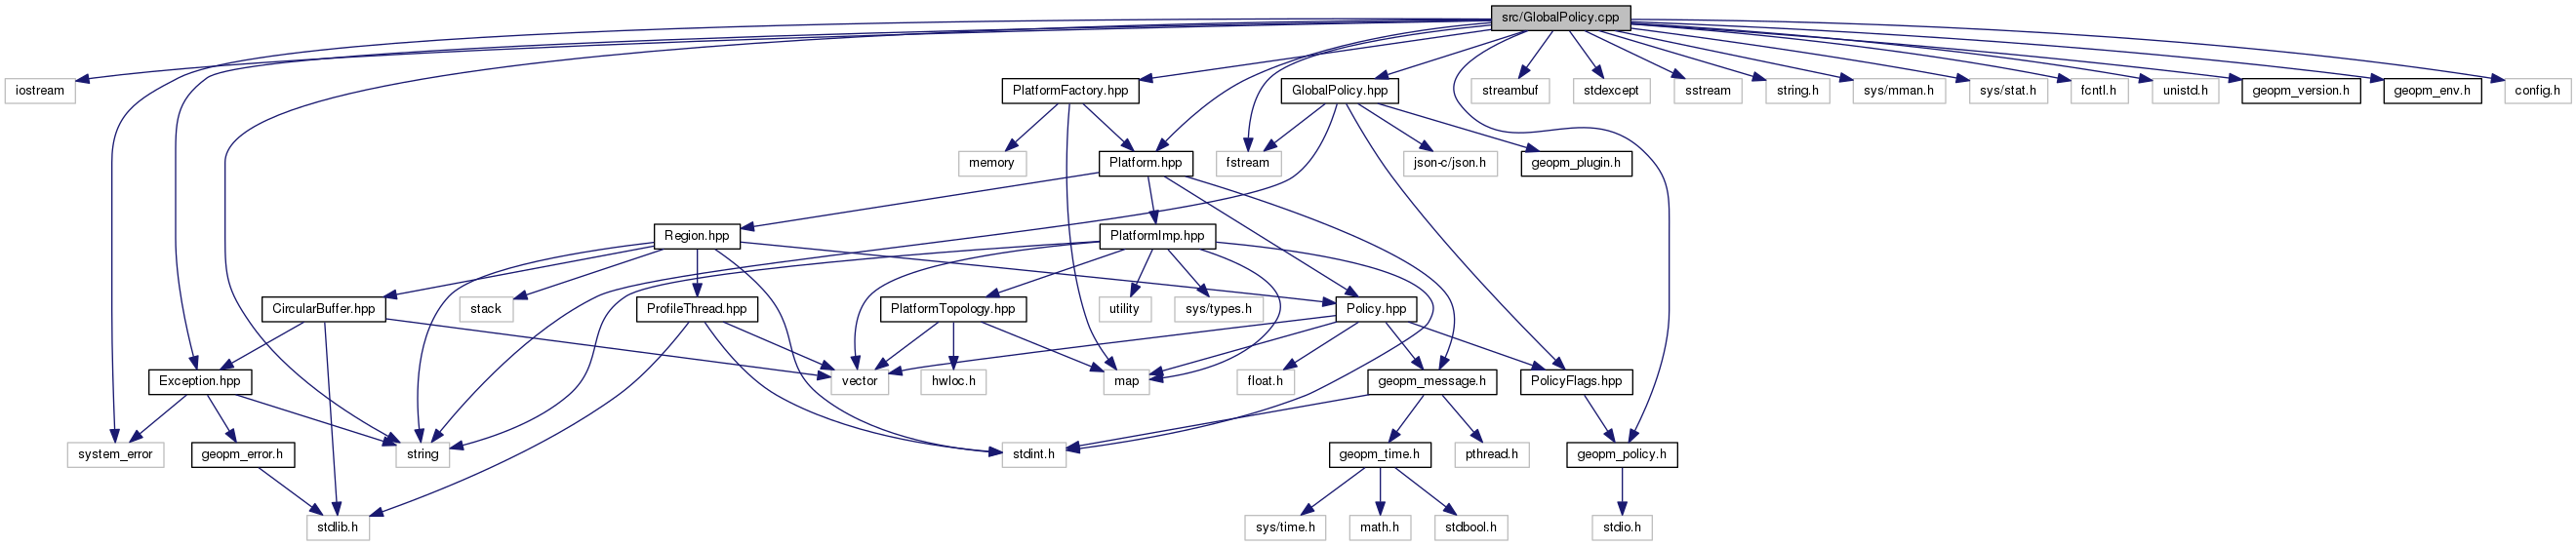 src/GlobalPolicy.cpp
iostream
PlatformFactory.hpp
GlobalPolicy.hpp
streambuf
stdexcept
sstream
string.h
sys/mman.h
sys/stat.h
fcntl.h
unistd.h
geopm_version.h
geopm_env.h
config.h
memory
Platform.hpp
fstream
json-c/json.h
geopm_plugin.h
Region.hpp
PlatformImp.hpp
CircularBuffer.hpp
stack
ProfileThread.hpp
PlatformTopology.hpp
utility
sys/types.h
Policy.hpp
Exception.hpp
vector
hwloc.h
map
float.h
geopm_message.h
PolicyFlags.hpp
system_error
geopm_error.h
string
stdint.h
geopm_time.h
pthread.h
geopm_policy.h
stdlib.h
sys/time.h
math.h
stdbool.h
stdio.h